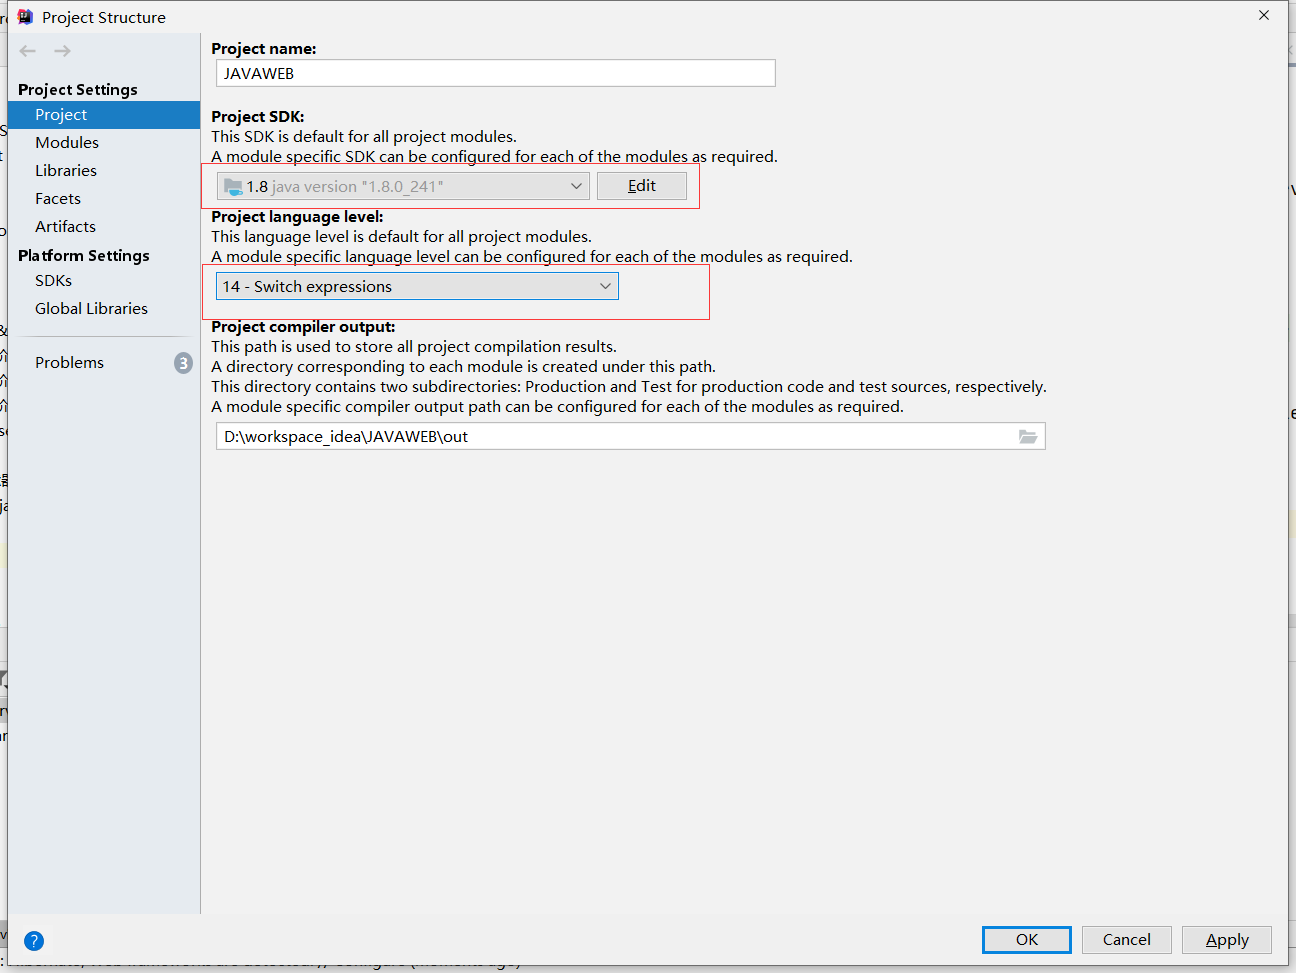 Project Structure
Project Settings
Project
Modules
Libraries
Facets
Artifacts
Platform Settings
SDKs
Global Libraries
Problems
3
Project name:
JAVAWEB
Project SDK:
This SDK is default for all project modules.
A module specific SDK can be configured for each of the modules as required.
1.8 java version "1.8.0_241"
Edit
Project language level:
This language level is default for all project modules.
A module specific language level can be configured for each of the modules as required.
14 - Switch expressions
Project compiler output:
This path is used to store all project compilation results.
A directory corresponding to each module is created under this path.
This directory contains two subdirectories: Production and Test for production code and test sources, respectively.
A module specific compiler output path can be configured for each of the modules as required.
D:\workspace_idea\JAVAWEB\out
?
OK
Cancel
Apply